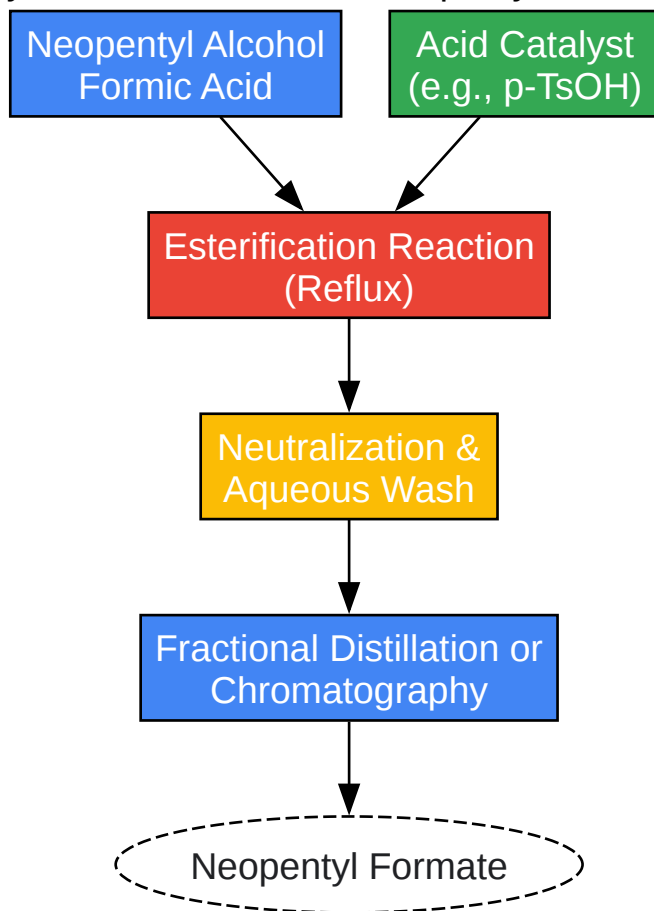 Neopentyl Alcohol
Formic Acid
Acid Catalyst
(e.g., p-TsOH)
Esterification Reaction
(Reflux)
Neutralization &
Aqueous Wash
Fractional Distillation or
Chromatography
Neopentyl Formate